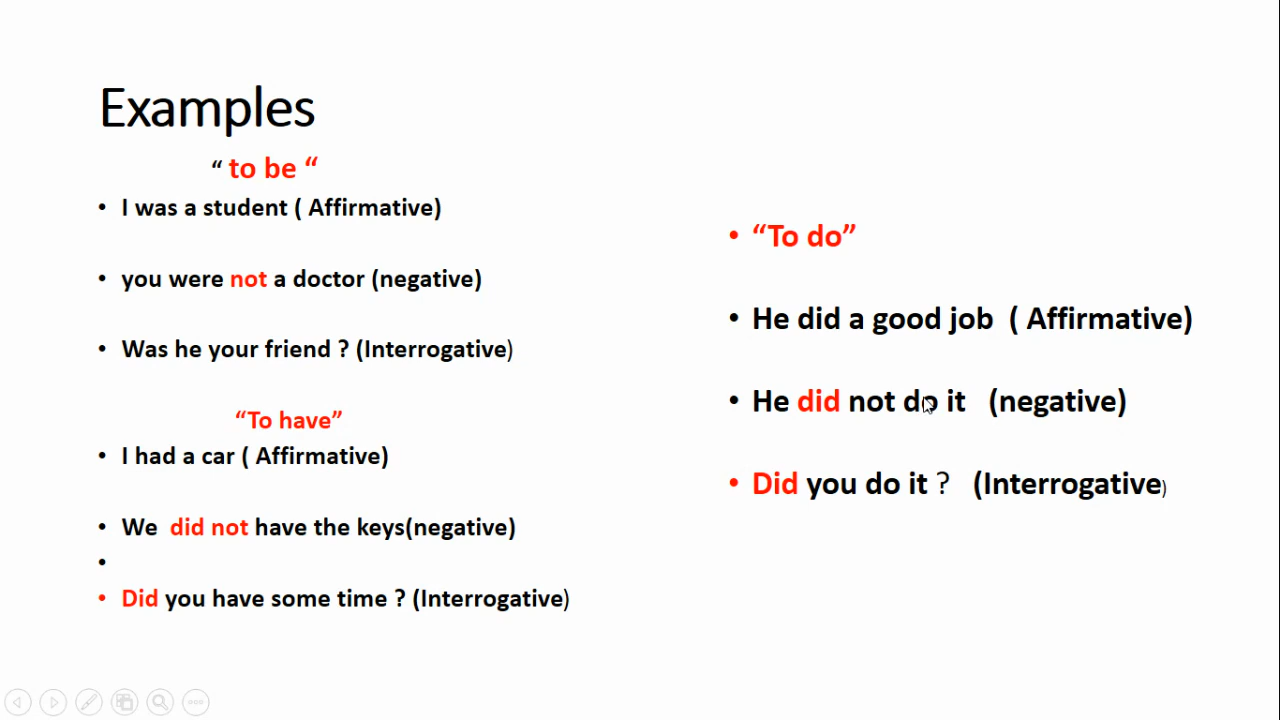 Examples
“ to be “
• I was a student ( Affirmative)
• you were not a doctor (negative)
• Was he your friend ? (Interrogative)
“To have”
• I had a car ( Affirmative)
• We  did not have the keys(negative)
•
• Did you have some time ? (Interrogative)
• “To do”
• He did a good job  ( Affirmative)
• He did not do it   (negative)
• Did you do it ?   (Interrogative)